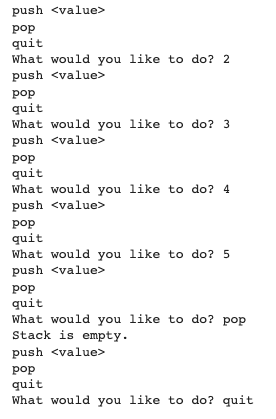 push <value>
pop
quit
What would you like to do? 2
push <value>
pop
quit
What would you like to do? 3
push <value>
pop
quit
What would you like to do? 4
push <value>
pop
quit
What would you like to do? 5
push <value>
pop
quit
What would you like to do? pop
Stack is empty.
push <value>
pop
quit
What would you like to do? quit